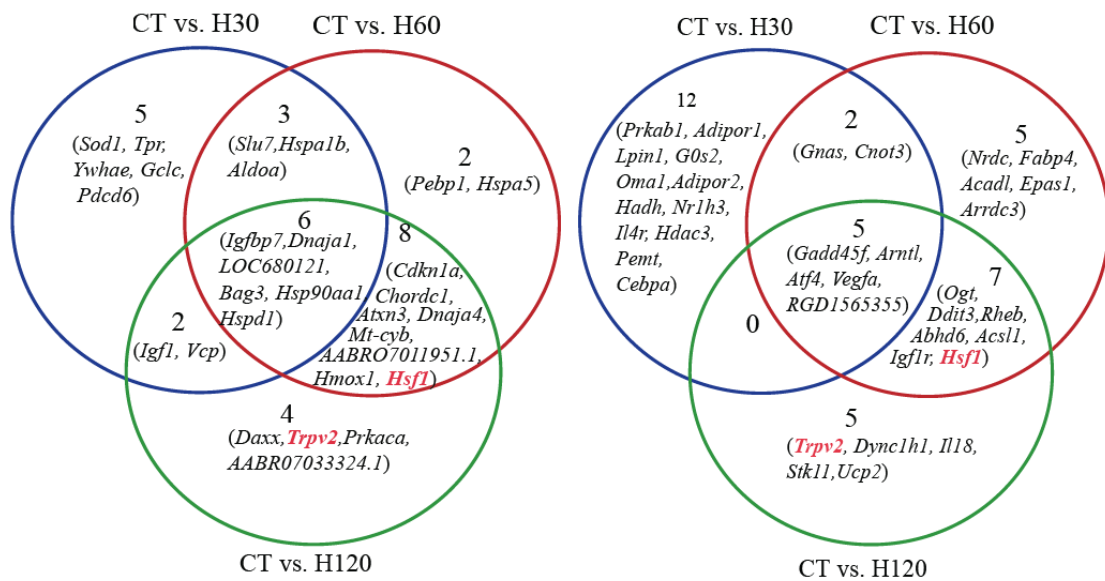 CT vs. H30
CT vs. H60
5
(Sod1, Tpr,
Ywhae, Gclc,
Pdcd6)
3
(Slu7,Hspa1b,
Aldoa)
2
(Pebp1, Hspa5)
6
(Igfbp7,Dnaja1,
LOC680121,
Bag3, Hsp90aa1
Hspd1)
8
(Cdkn1a,
Chordc1,
Atxn3, Dnaja4,
Mt-cyb,
AABRO7011951.1,
Hmox1, Hsf1)
2
(Igf1, Vcp)
4
(Daxx,Trpv2,Prkaca,
AABR07033324.1)
CT vs. H120
CT vs. H30
CT vs. H60
12
(Prkab1, Adipor1,
Lpin1, G0s2,
Oma1,Adipor2,
Hadh, Nr1h3,
Il4r, Hdac3,
Pemt,
Cebpa)
2
(Gnas, Cnot3)
5
(Nrdc, Fabp4,
Acadl, Epas1,
Arrdc3)
5
(Gadd45f, Arntl,
Atf4, Vegfa,
RGD1565355)
7
(Ogt,
Ddit3,Rheb,
Abhd6, Acsl1,
Igf1r, Hsf1)
0
5
(Trpv2, Dync1h1, Il18,
Stk11,Ucp2)
CT vs. H120